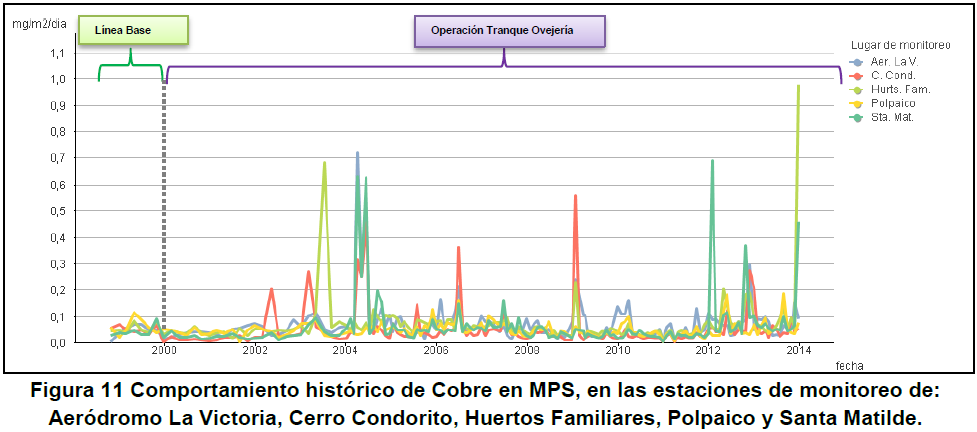 mg/m2/dia
Línea Base
Operación Tranque Ovejería
1,1
1,0
0,9
0,8
0,7
0,6
0,5
0,4
0,3
0,2
0,1
0,0
2000
2002
2004
2006
2008
2010
2012
2014
fecha
Lugar de monitoreo
Aer. La V.
C. Cond.
Hurts. Fam.
Polpaico
Sta. Mat.
Figura 11 Comportamiento histórico de Cobre en MPS, en las estaciones de monitoreo de:
Aeródromo La Victoria, Cerro Condorito, Huertos Familiares, Polpaico y Santa Matilde.